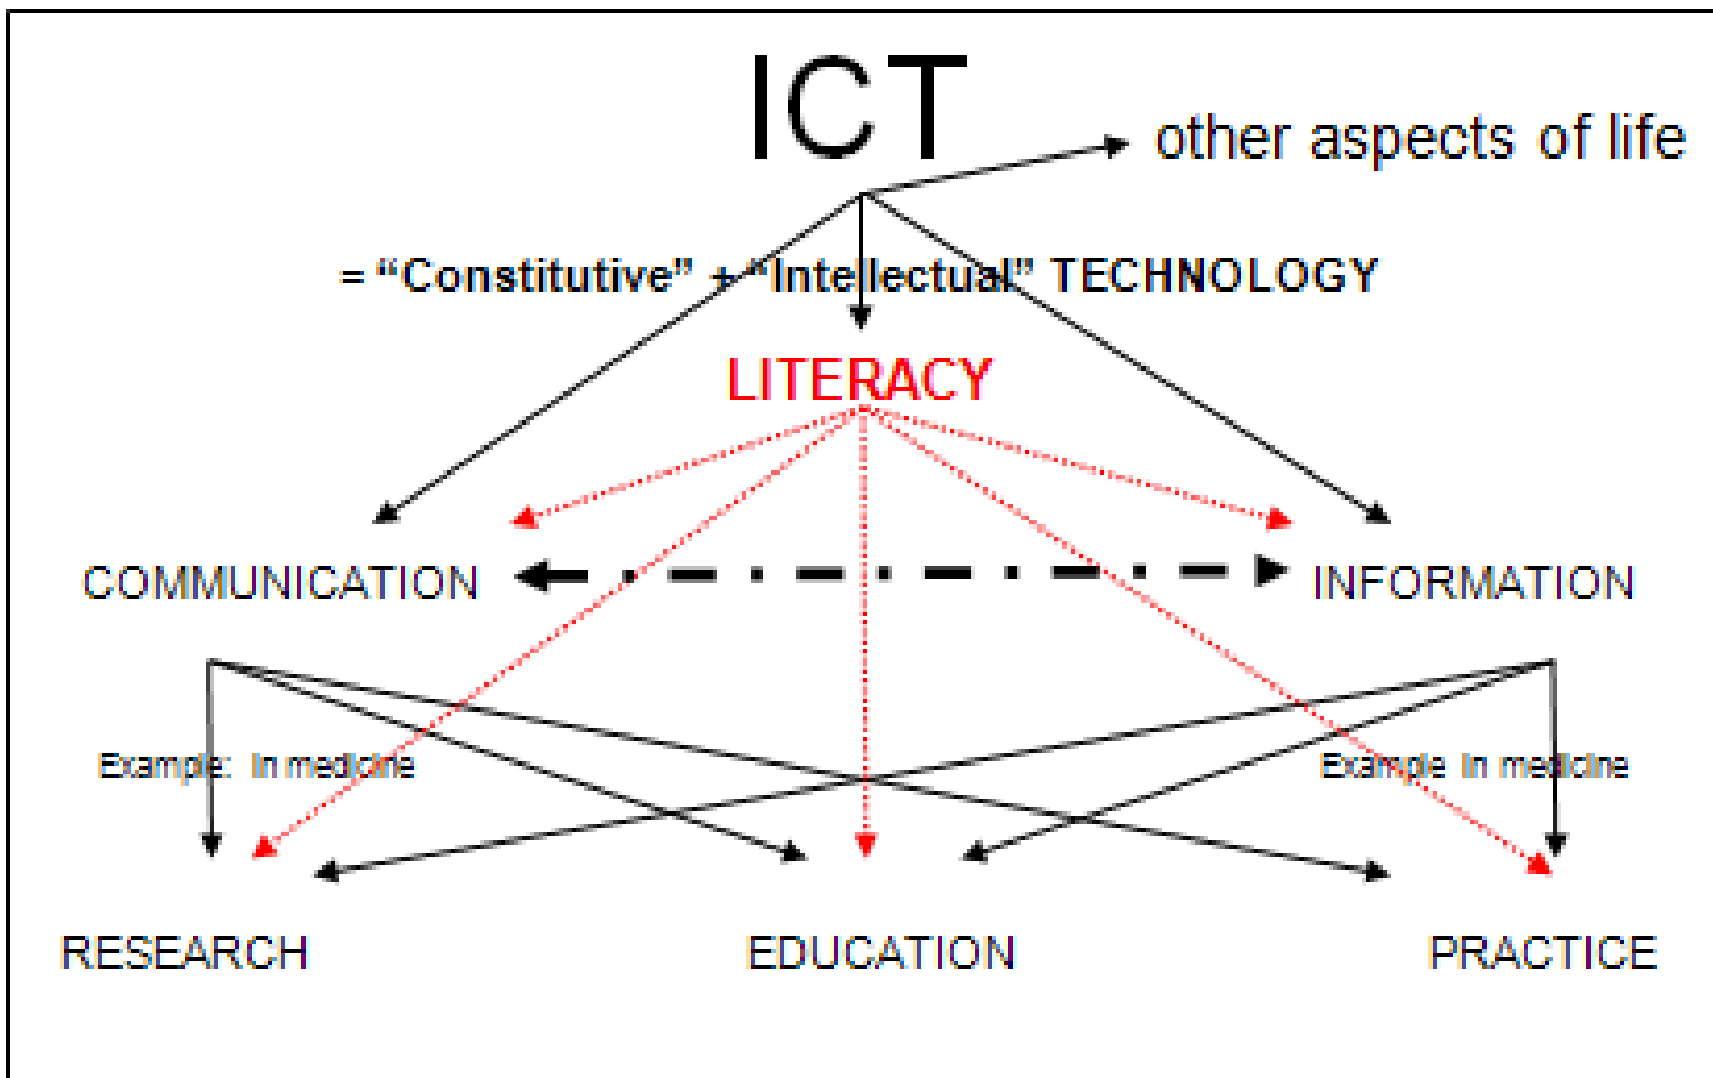 ICT
other aspects of life
= “Constitutive” + “Intellectual” TECHNOLOGY
LITERACY
COMMUNICATION
INFORMATION
Example: In medicine
Example In medicine
RESEARCH
EDUCATION
PRACTICE